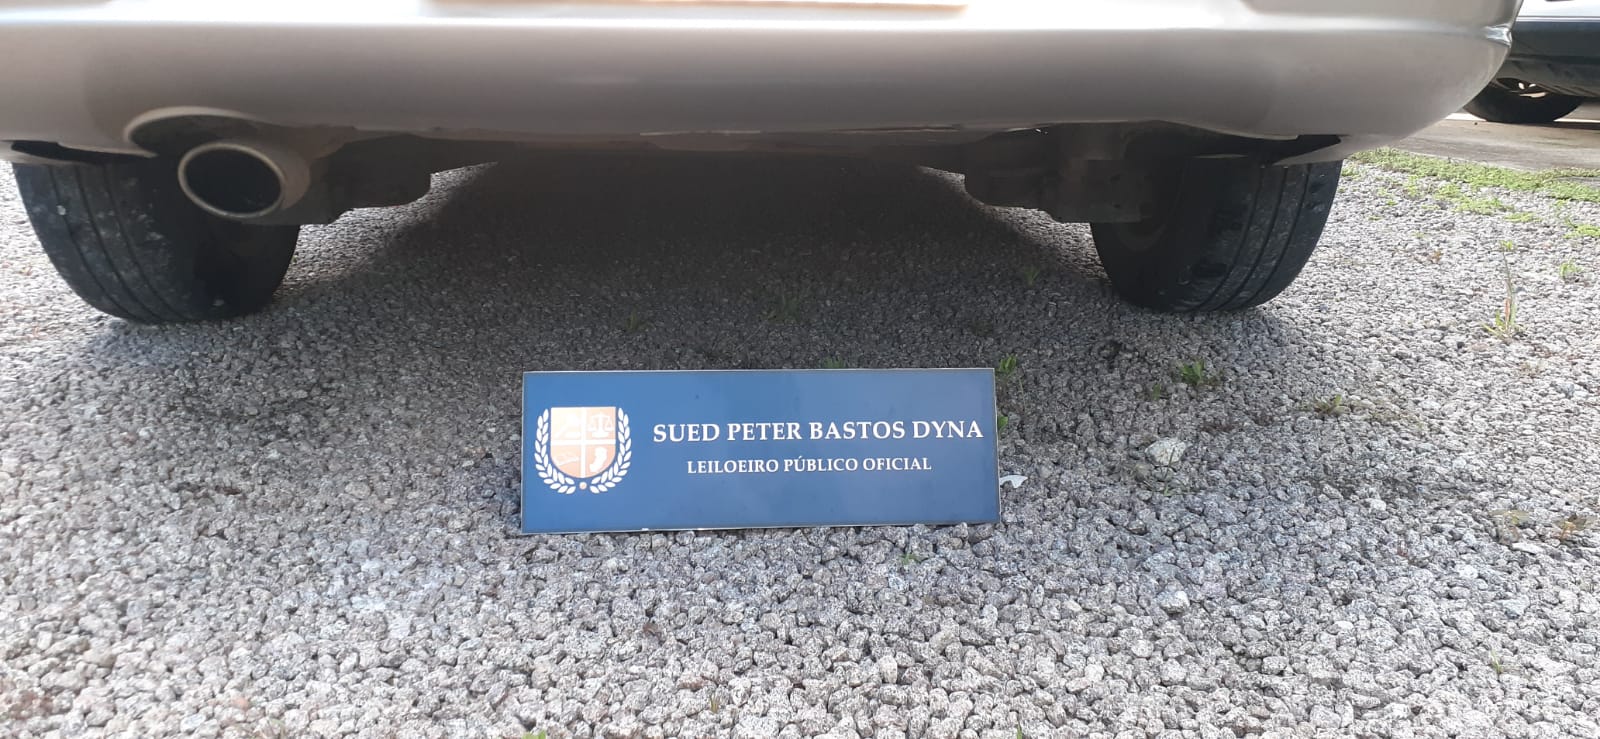 SUED PETER BASTOS DYNA
LEILOEIRO PÚBLICO OFICIAL